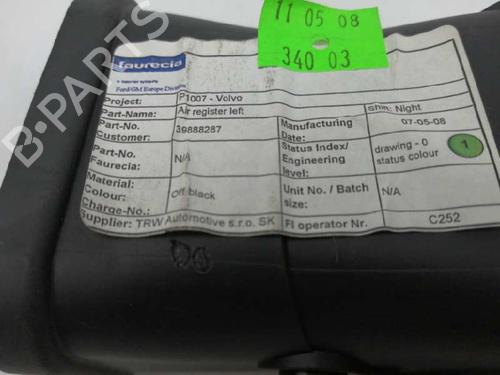 11 05 08
340 03
faurecia
Interior systems
Ford/GM Europe Division
Project: P1007 - Volvo
Part-Name: Air register left
Part-No. Customer: 39888287
Part-No. Faurecia: N/A
Material:
Colour: Off black
Charge-No.:
Supplier: TRW Automotive s.r.o. SK
Shift: Night
Manufacturing Date: 07-05-08
Status Index/ Engineering level: drawing - 0 status colour 1
Unit No. / Batch size: N/A
FI operator Nr. C252
B-PARTS